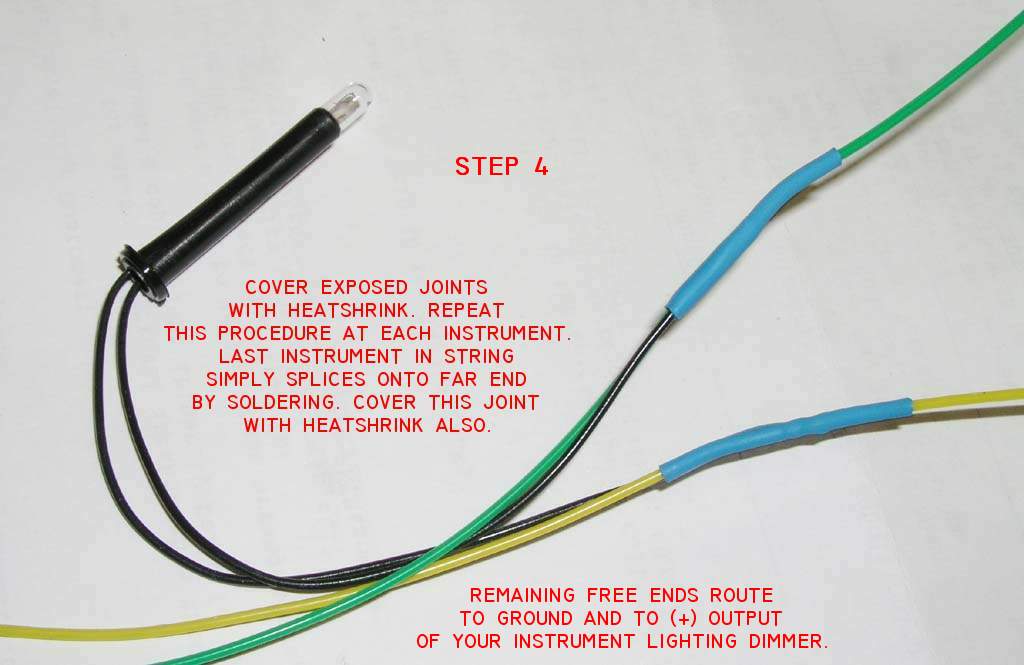 STEP 4
COVER EXPOSED JOINTS
WITH HEATSHRINK. REPEAT
THIS PROCEDURE AT EACH INSTRUMENT.
LAST INSTRUMENT IN STRING
SIMPLY SPLICES ONTO FAR END
BY SOLDERING. COVER THIS JOINT
WITH HEATSHRINK ALSO.
REMAINING FREE ENDS ROUTE
TO GROUND AND TO (+) OUTPUT
OF YOUR INSTRUMENT LIGHTING DIMMER.